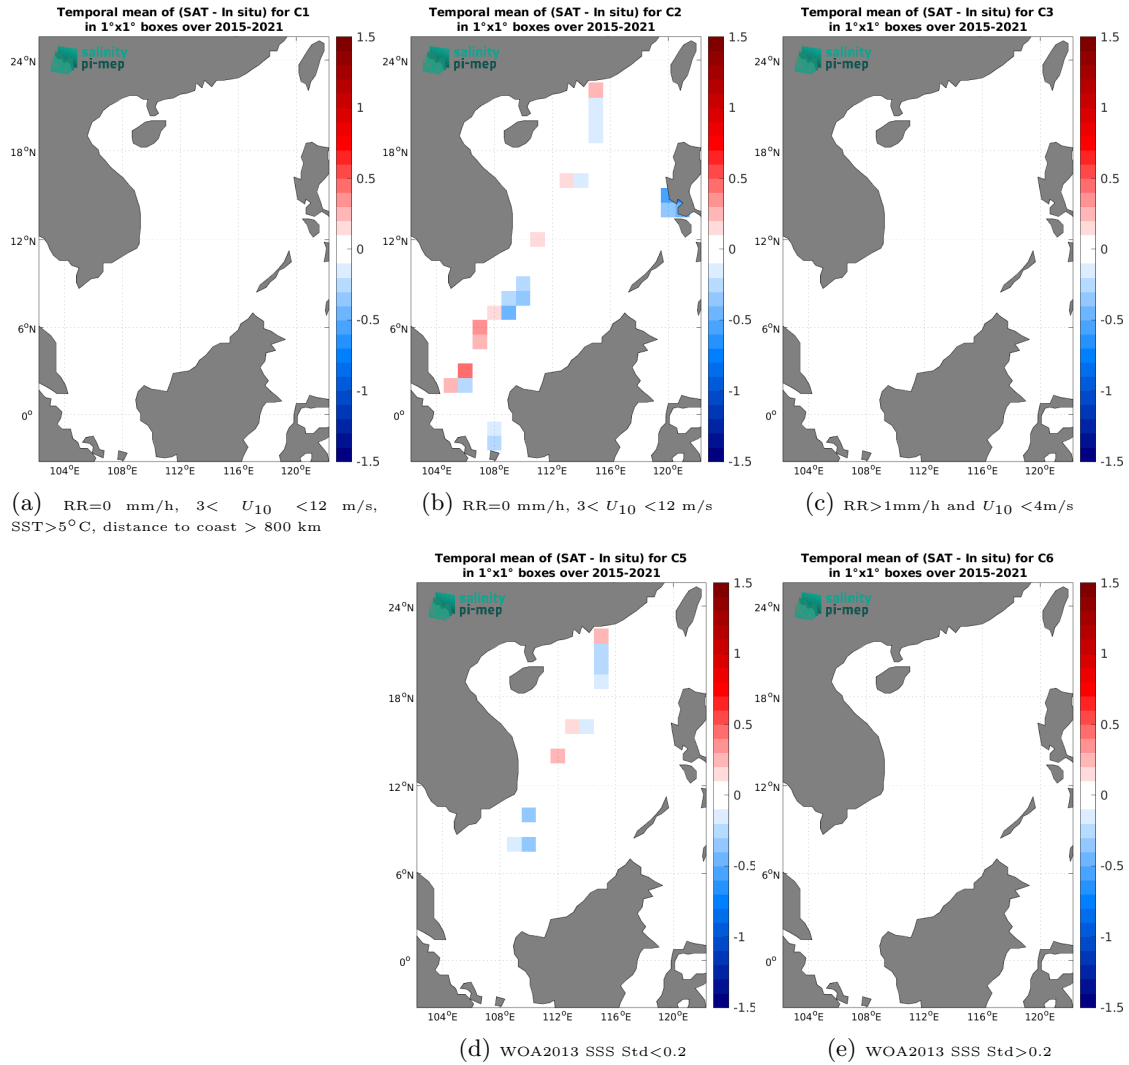 Temporal mean of (SAT - In situ) for C1
in 1°x1° boxes over 2015-2021
salinity
pi-mep
24°N
18°N
12°N
6°N
0°
104°E 108°E 112°E 116°E 120°E
1.5
1
0.5
0
-0.5
-1
-1.5
(a) RR=0 mm/h, 3< U10 <12 m/s,
SST>5°C, distance to coast > 800 km
Temporal mean of (SAT - In situ) for C2
in 1°x1° boxes over 2015-2021
salinity
pi-mep
24°N
18°N
12°N
6°N
0°
104°E 108°E 112°E 116°E 120°E
1.5
1
0.5
0
-0.5
-1
-1.5
(b) RR=0 mm/h, 3< U10 <12 m/s
Temporal mean of (SAT - In situ) for C3
in 1°x1° boxes over 2015-2021
salinity
pi-mep
24°N
18°N
12°N
6°N
0°
104°E 108°E 112°E 116°E 120°E
1.5
1
0.5
0
-0.5
-1
-1.5
(c) RR>1mm/h and U10 <4m/s
Temporal mean of (SAT - In situ) for C5
in 1°x1° boxes over 2015-2021
salinity
pi-mep
24°N
18°N
12°N
6°N
0°
104°E 108°E 112°E 116°E 120°E
1.5
1
0.5
0
-0.5
-1
-1.5
(d) WOA2013 SSS Std<0.2
Temporal mean of (SAT - In situ) for C6
in 1°x1° boxes over 2015-2021
salinity
pi-mep
24°N
18°N
12°N
6°N
0°
104°E 108°E 112°E 116°E 120°E
1.5
1
0.5
0
-0.5
-1
-1.5
(e) WOA2013 SSS Std>0.2